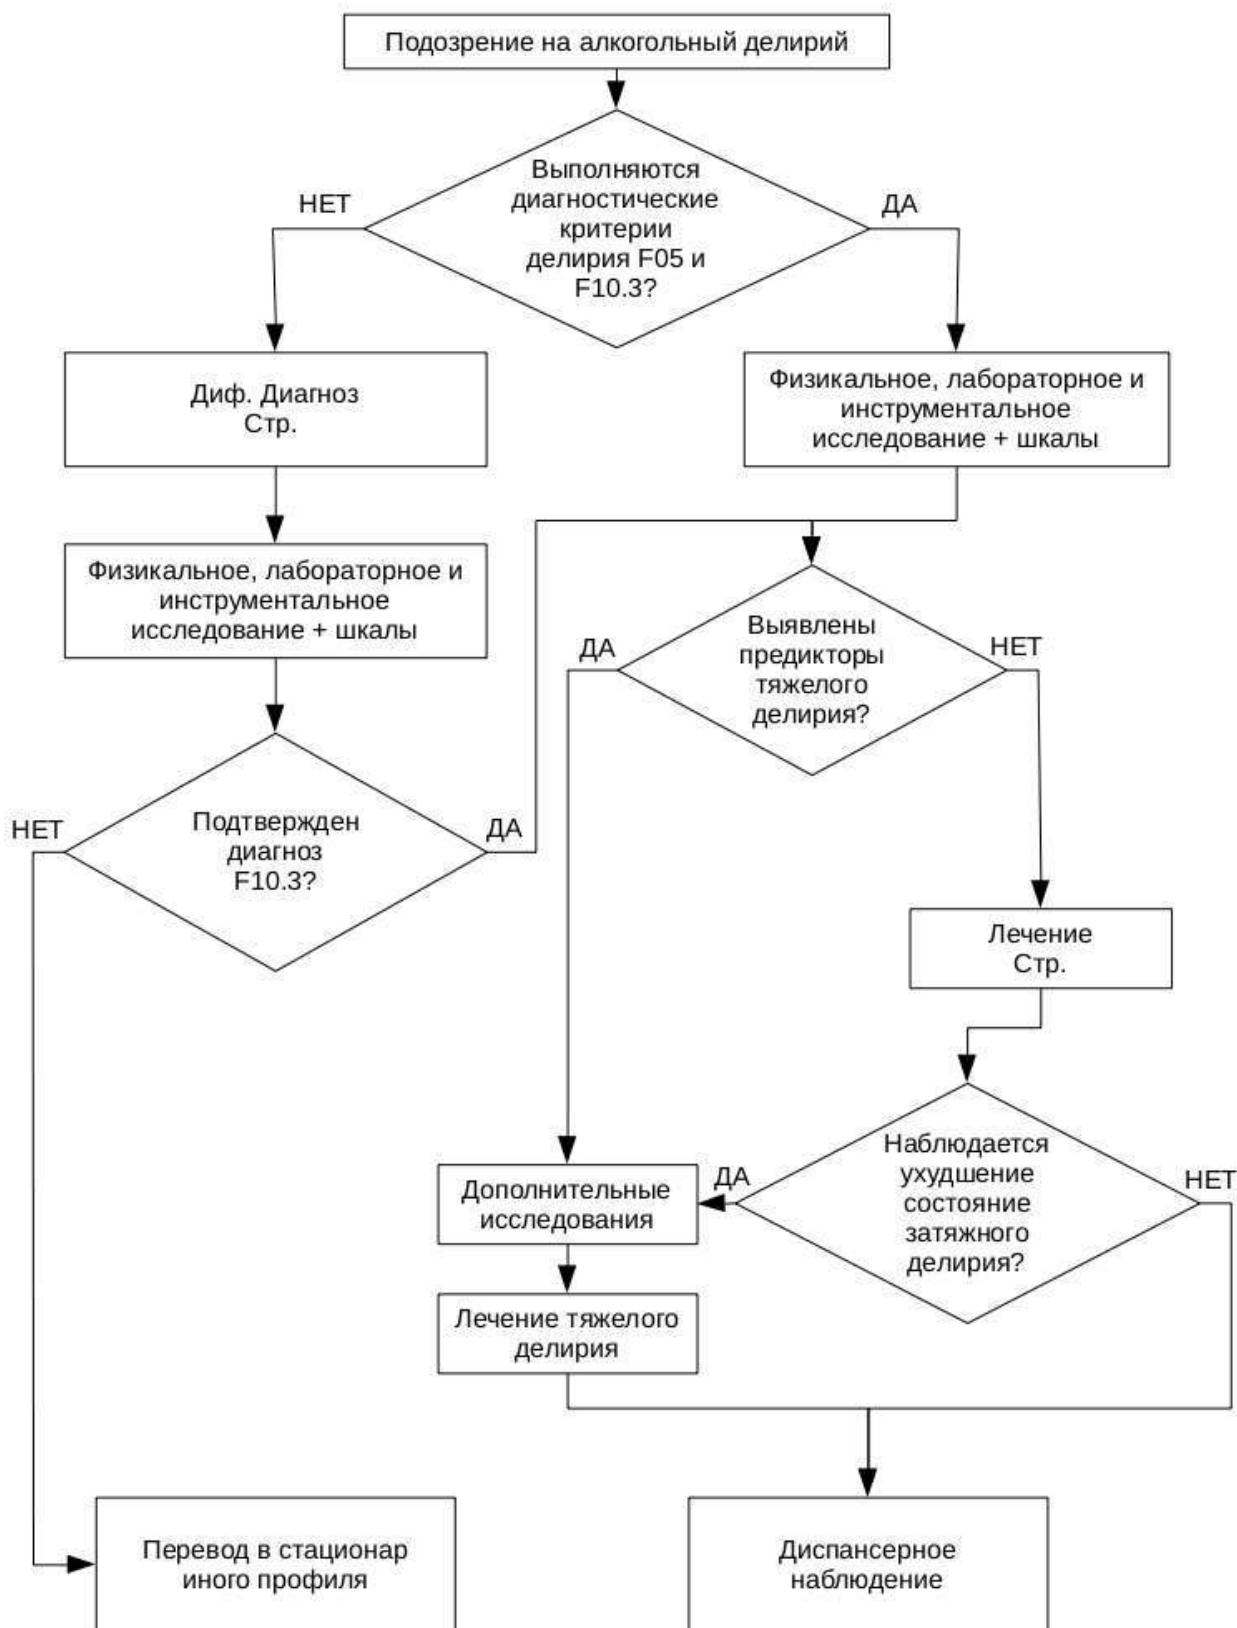 Подозрение на алкогольный делирий
Выполняются
диагностические
критерии
делирия F05 и
F10.3?
НЕТ
ДА
Диф. Диагноз
Стр.
Физикальное, лабораторное и
инструментальное
исследование + шкалы
Физикальное, лабораторное и
инструментальное
исследование + шкалы
Выявлены
предикторы
тяжелого
делирия?
ДА
НЕТ
Подтвержден
диагноз
F10.3?
НЕТ
ДА
Лечение
Стр.
Наблюдается
ухудшение
состояние
затяжного
делирия?
ДА
НЕТ
Дополнительные
исследования
Лечение тяжелого
делирия
Перевод в стационар
иного профиля
Диспансерное
наблюдение